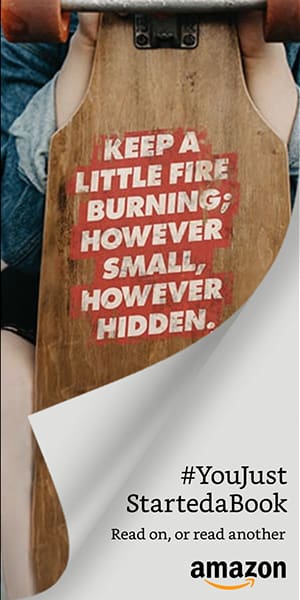 KEEP A
LITTLE FIRE
BURNING;
HOWEVER
SMALL,
HOWEVER
HIDDEN.
#YouJust
StartedaBook
Read on, or read another
amazon